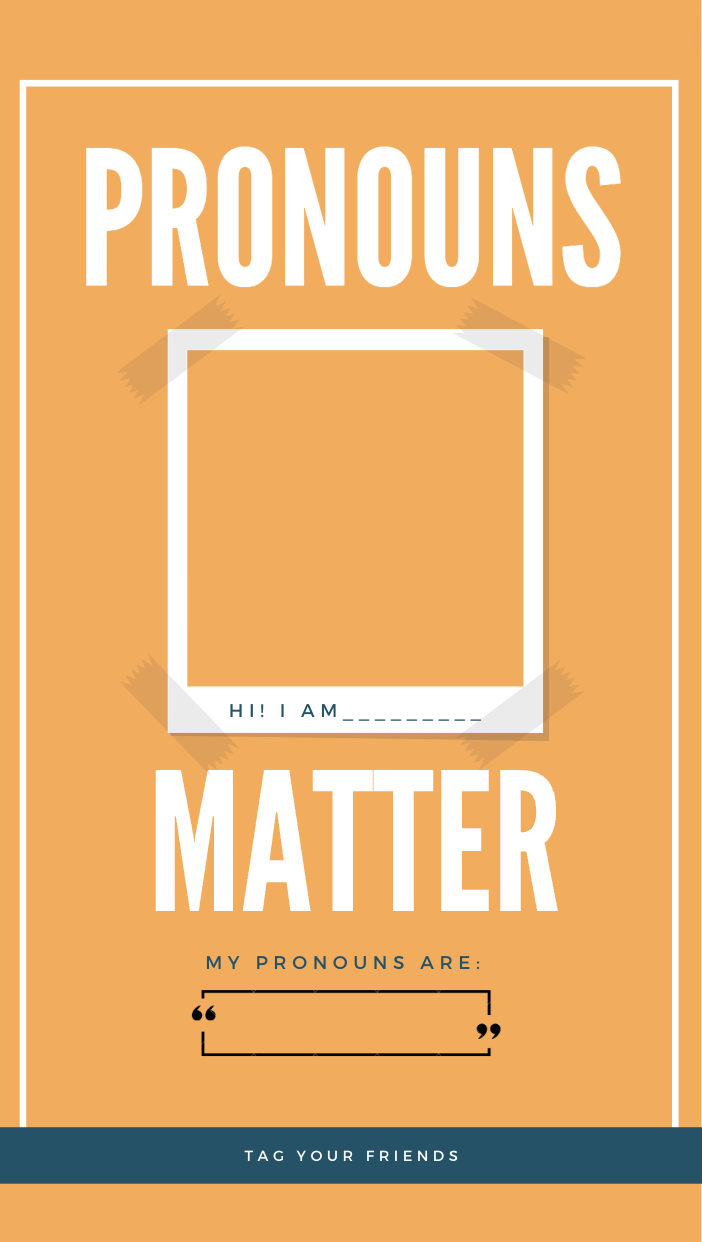 PRONOUNS
HI! I AM_________
MATTER
MY PRONOUNS ARE:
“
”
TAG YOUR FRIENDS